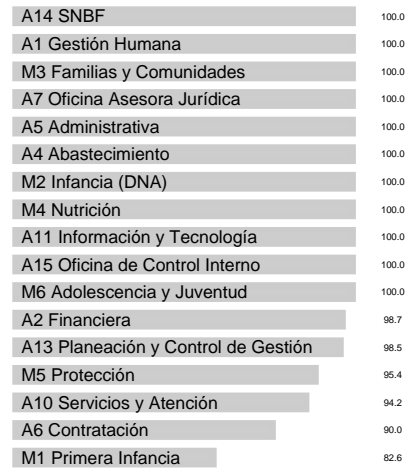 A14 SNBF 100.0
A1 Gestión Humana 100.0
M3 Familias y Comunidades 100.0
A7 Oficina Asesora Jurídica 100.0
A5 Administrativa 100.0
A4 Abastecimiento 100.0
M2 Infancia (DNA) 100.0
M4 Nutrición 100.0
A11 Información y Tecnología 100.0
A15 Oficina de Control Interno 100.0
M6 Adolescencia y Juventud 100.0
A2 Financiera 98.7
A13 Planeación y Control de Gestión 98.5
M5 Protección 95.4
A10 Servicios y Atención 94.2
A6 Contratación 90.0
M1 Primera Infancia 82.6